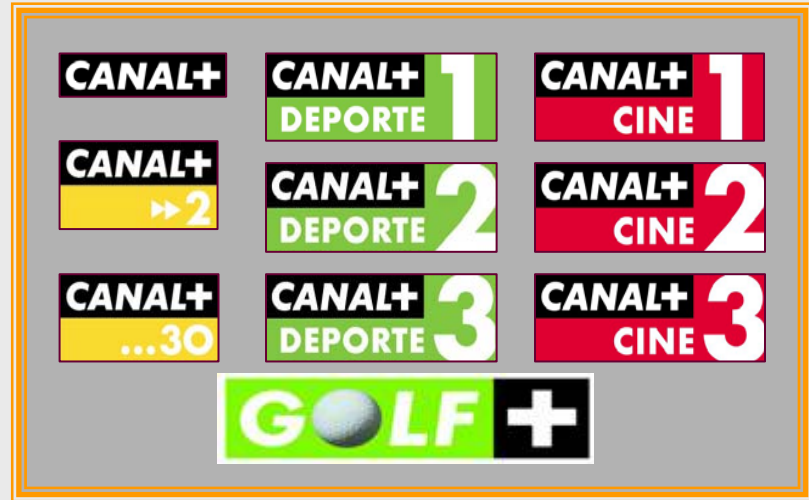 CANAL+
CANAL+
2
CANAL+
...30
CANAL+ 1
DEPORTE
CANAL+ 2
DEPORTE
CANAL+ 3
DEPORTE
CANAL+ 1
CINE
CANAL+ 2
CINE
CANAL+ 3
CINE
GOLF +